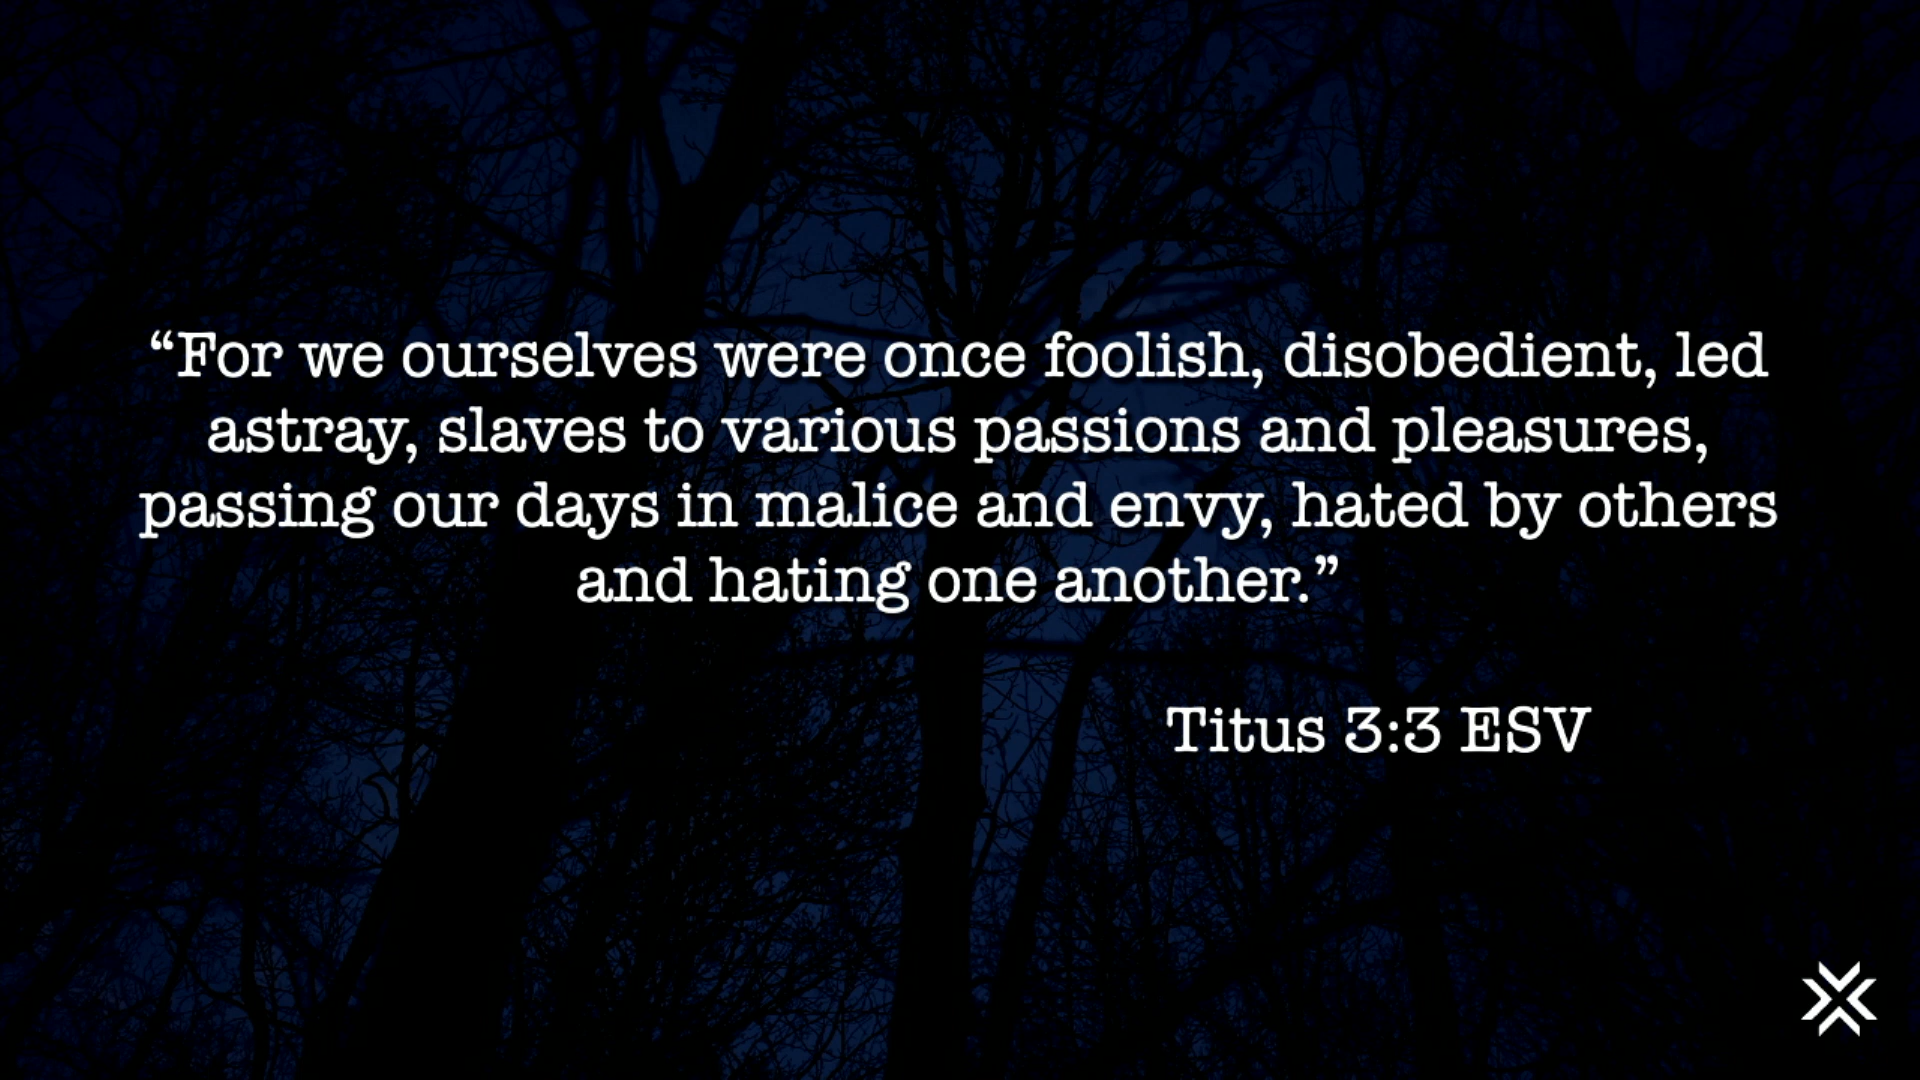 “For we ourselves were once foolish, disobedient, led
astray, slaves to various passions and pleasures,
passing our days in malice and envy, hated by others
and hating one another.”
Titus 3:3 ESV